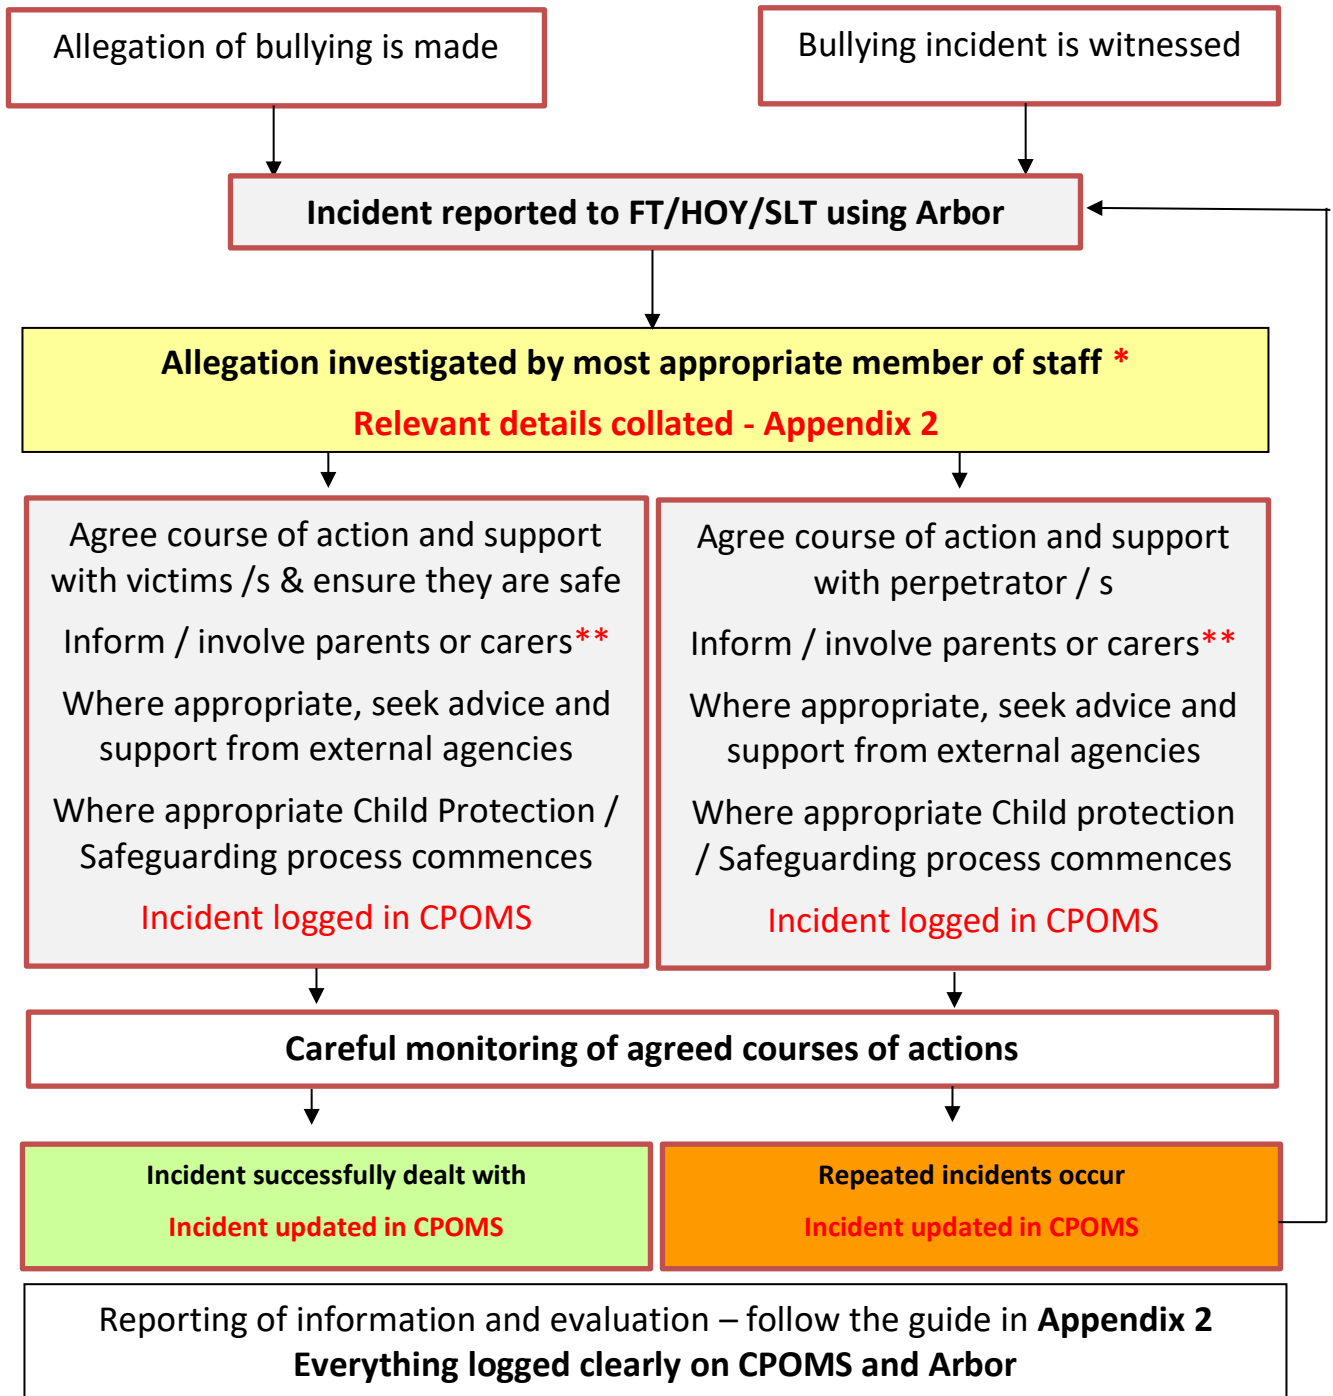 Allegation of bullying is made
Bullying incident is witnessed
Incident reported to FT/HOY/SLT using Arbor
Allegation investigated by most appropriate member of staff *
Relevant details collated - Appendix 2
Agree course of action and support
with victims /s & ensure they are safe
Inform / involve parents or carers**
Where appropriate, seek advice and
support from external agencies
Where appropriate Child Protection /
Safeguarding process commences
Incident logged in CPOMS
Agree course of action and support
with perpetrator / s
Inform / involve parents or carers**
Where appropriate, seek advice and
support from external agencies
Where appropriate Child protection
/ Safeguarding process commences
Incident logged in CPOMS
Careful monitoring of agreed courses of actions
Incident successfully dealt with
Incident updated in CPOMS
Repeated incidents occur
Incident updated in CPOMS
Reporting of information and evaluation – follow the guide in Appendix 2
Everything logged clearly on CPOMS and Arbor